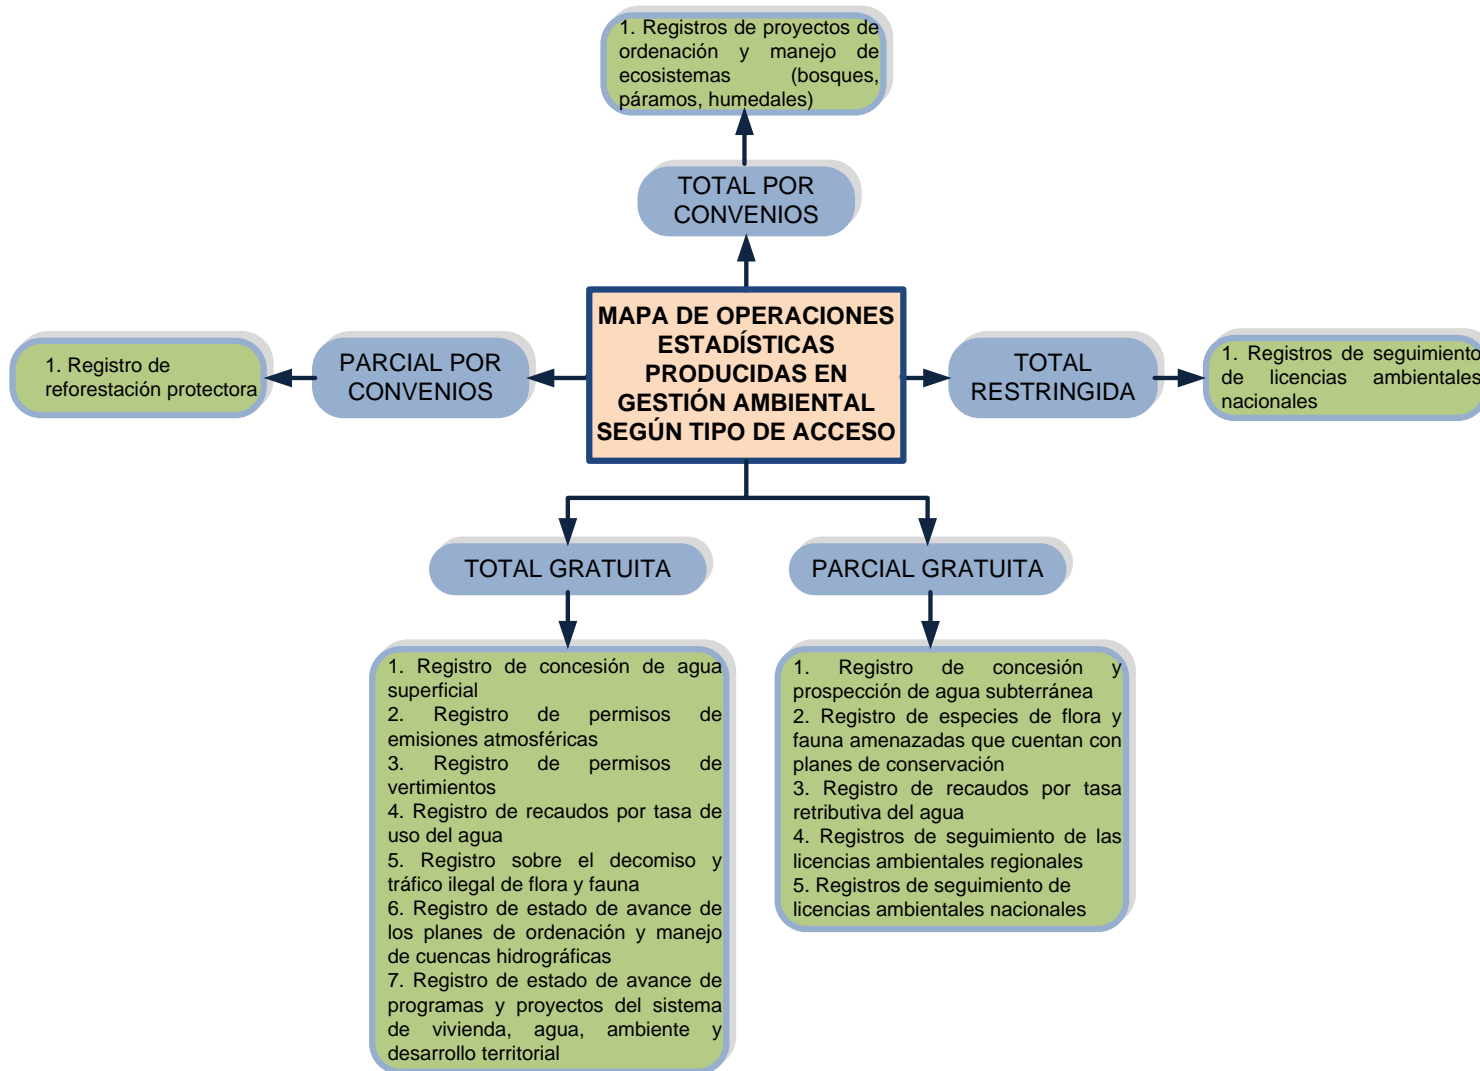 1. Registros de proyectos de
ordenación y manejo de
ecosistemas (bosques,
páramos, humedales)
TOTAL POR
CONVENIOS
MAPA DE OPERACIONES
ESTADÍSTICAS
PRODUCIDAS EN
GESTIÓN AMBIENTAL
SEGÚN TIPO DE ACCESO
1. Registro de
reforestación protectora
PARCIAL POR
CONVENIOS
TOTAL
RESTRINGIDA
1. Registros de seguimiento
de licencias ambientales
nacionales
TOTAL GRATUITA
PARCIAL GRATUITA
1. Registro de concesión de agua
superficial
2. Registro de permisos de
emisiones atmosféricas
3. Registro de permisos de
vertimientos
4. Registro de recaudos por tasa de
uso del agua
5. Registro sobre el decomiso y
tráfico ilegal de flora y fauna
6. Registro de estado de avance de
los planes de ordenación y manejo
de cuencas hidrográficas
7. Registro de estado de avance de
programas y proyectos del sistema
de vivienda, agua, ambiente y
desarrollo territorial
1. Registro de concesión y
prospección de agua subterránea
2. Registro de especies de flora y
fauna amenazadas que cuentan con
planes de conservación
3. Registro de recaudos por tasa
retributiva del agua
4. Registros de seguimiento de las
licencias ambientales regionales
5. Registros de seguimiento de
licencias ambientales nacionales